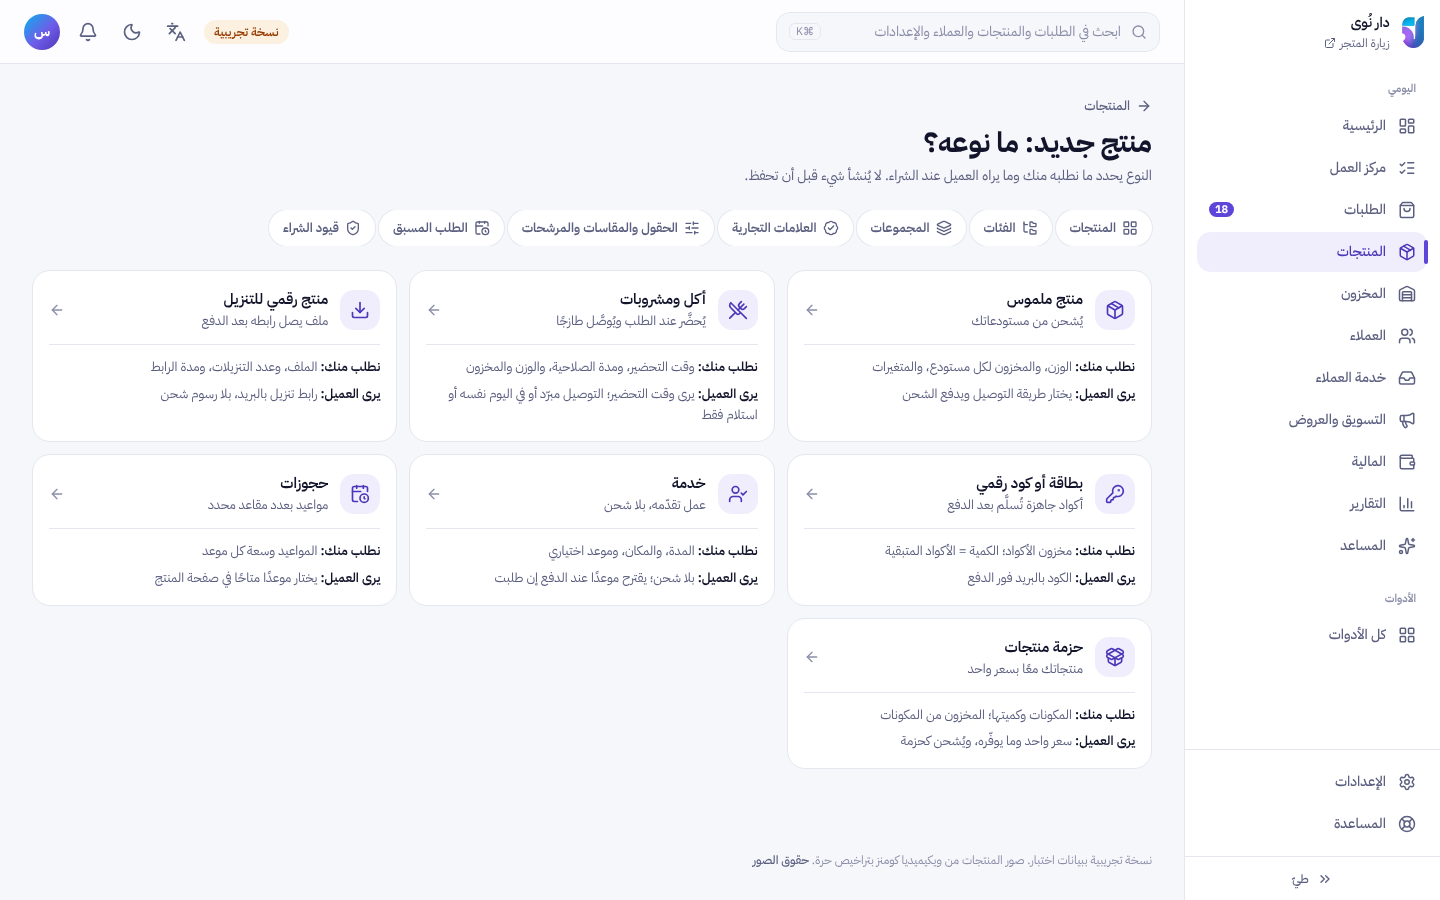 دار نُوى
زيارة المتجر
اليومي
الرئيسية
مركز العمل
الطلبات
18
المنتجات
المخزون
العملاء
خدمة العملاء
التسويق والعروض
المالية
التقارير
المساعد
الأدوات
كل الأدوات
الإعدادات
المساعدة
طيّ
ابحث في الطلبات والمنتجات والعملاء والإعدادات
⌘K
نسخة تجريبية
س
المنتجات
منتج جديد: ما نوعه؟
النوع يحدد ما نطلبه منك وما يراه العميل عند الشراء. لا يُنشأ شيء قبل أن تحفظ.
المنتجات
الفئات
المجموعات
العلامات التجارية
الحقول والمقاسات والمرشحات
الطلب المسبق
قيود الشراء
منتج ملموس
يُشحن من مستودعاتك
نطلب منك: الوزن، والمخزون لكل مستودع، والمتغيرات
يرى العميل: يختار طريقة التوصيل ويدفع الشحن
أكل ومشروبات
يُحضَّر عند الطلب ويُوصَّل طازجًا
نطلب منك: وقت التحضير، ومدة الصلاحية، والوزن والمخزون
يرى العميل: يرى وقت التحضير؛ التوصيل مبرّد أو في اليوم نفسه أو
استلام فقط
منتج رقمي للتنزيل
ملف يصل رابطه بعد الدفع
نطلب منك: الملف، وعدد التنزيلات، ومدة الرابط
يرى العميل: رابط تنزيل بالبريد، بلا رسوم شحن
بطاقة أو كود رقمي
أكواد جاهزة تُسلَّم بعد الدفع
نطلب منك: مخزون الأكواد؛ الكمية = الأكواد المتبقية
يرى العميل: الكود بالبريد فور الدفع
خدمة
عمل تقدّمه، بلا شحن
نطلب منك: المدة، والمكان، وموعد اختياري
يرى العميل: بلا شحن؛ يقترح موعدًا عند الدفع إن طلبت
حجوزات
مواعيد بعدد مقاعد محدد
نطلب منك: المواعيد وسعة كل موعد
يرى العميل: يختار موعدًا متاحًا في صفحة المنتج
حزمة منتجات
منتجاتك معًا بسعر واحد
نطلب منك: المكونات وكميتها؛ المخزون من المكونات
يرى العميل: سعر واحد وما يوفّره، ويُشحن كحزمة
نسخة تجريبية ببيانات اختبار. صور المنتجات من ويكيميديا كومنز بتراخيص حرة. حقوق الصور